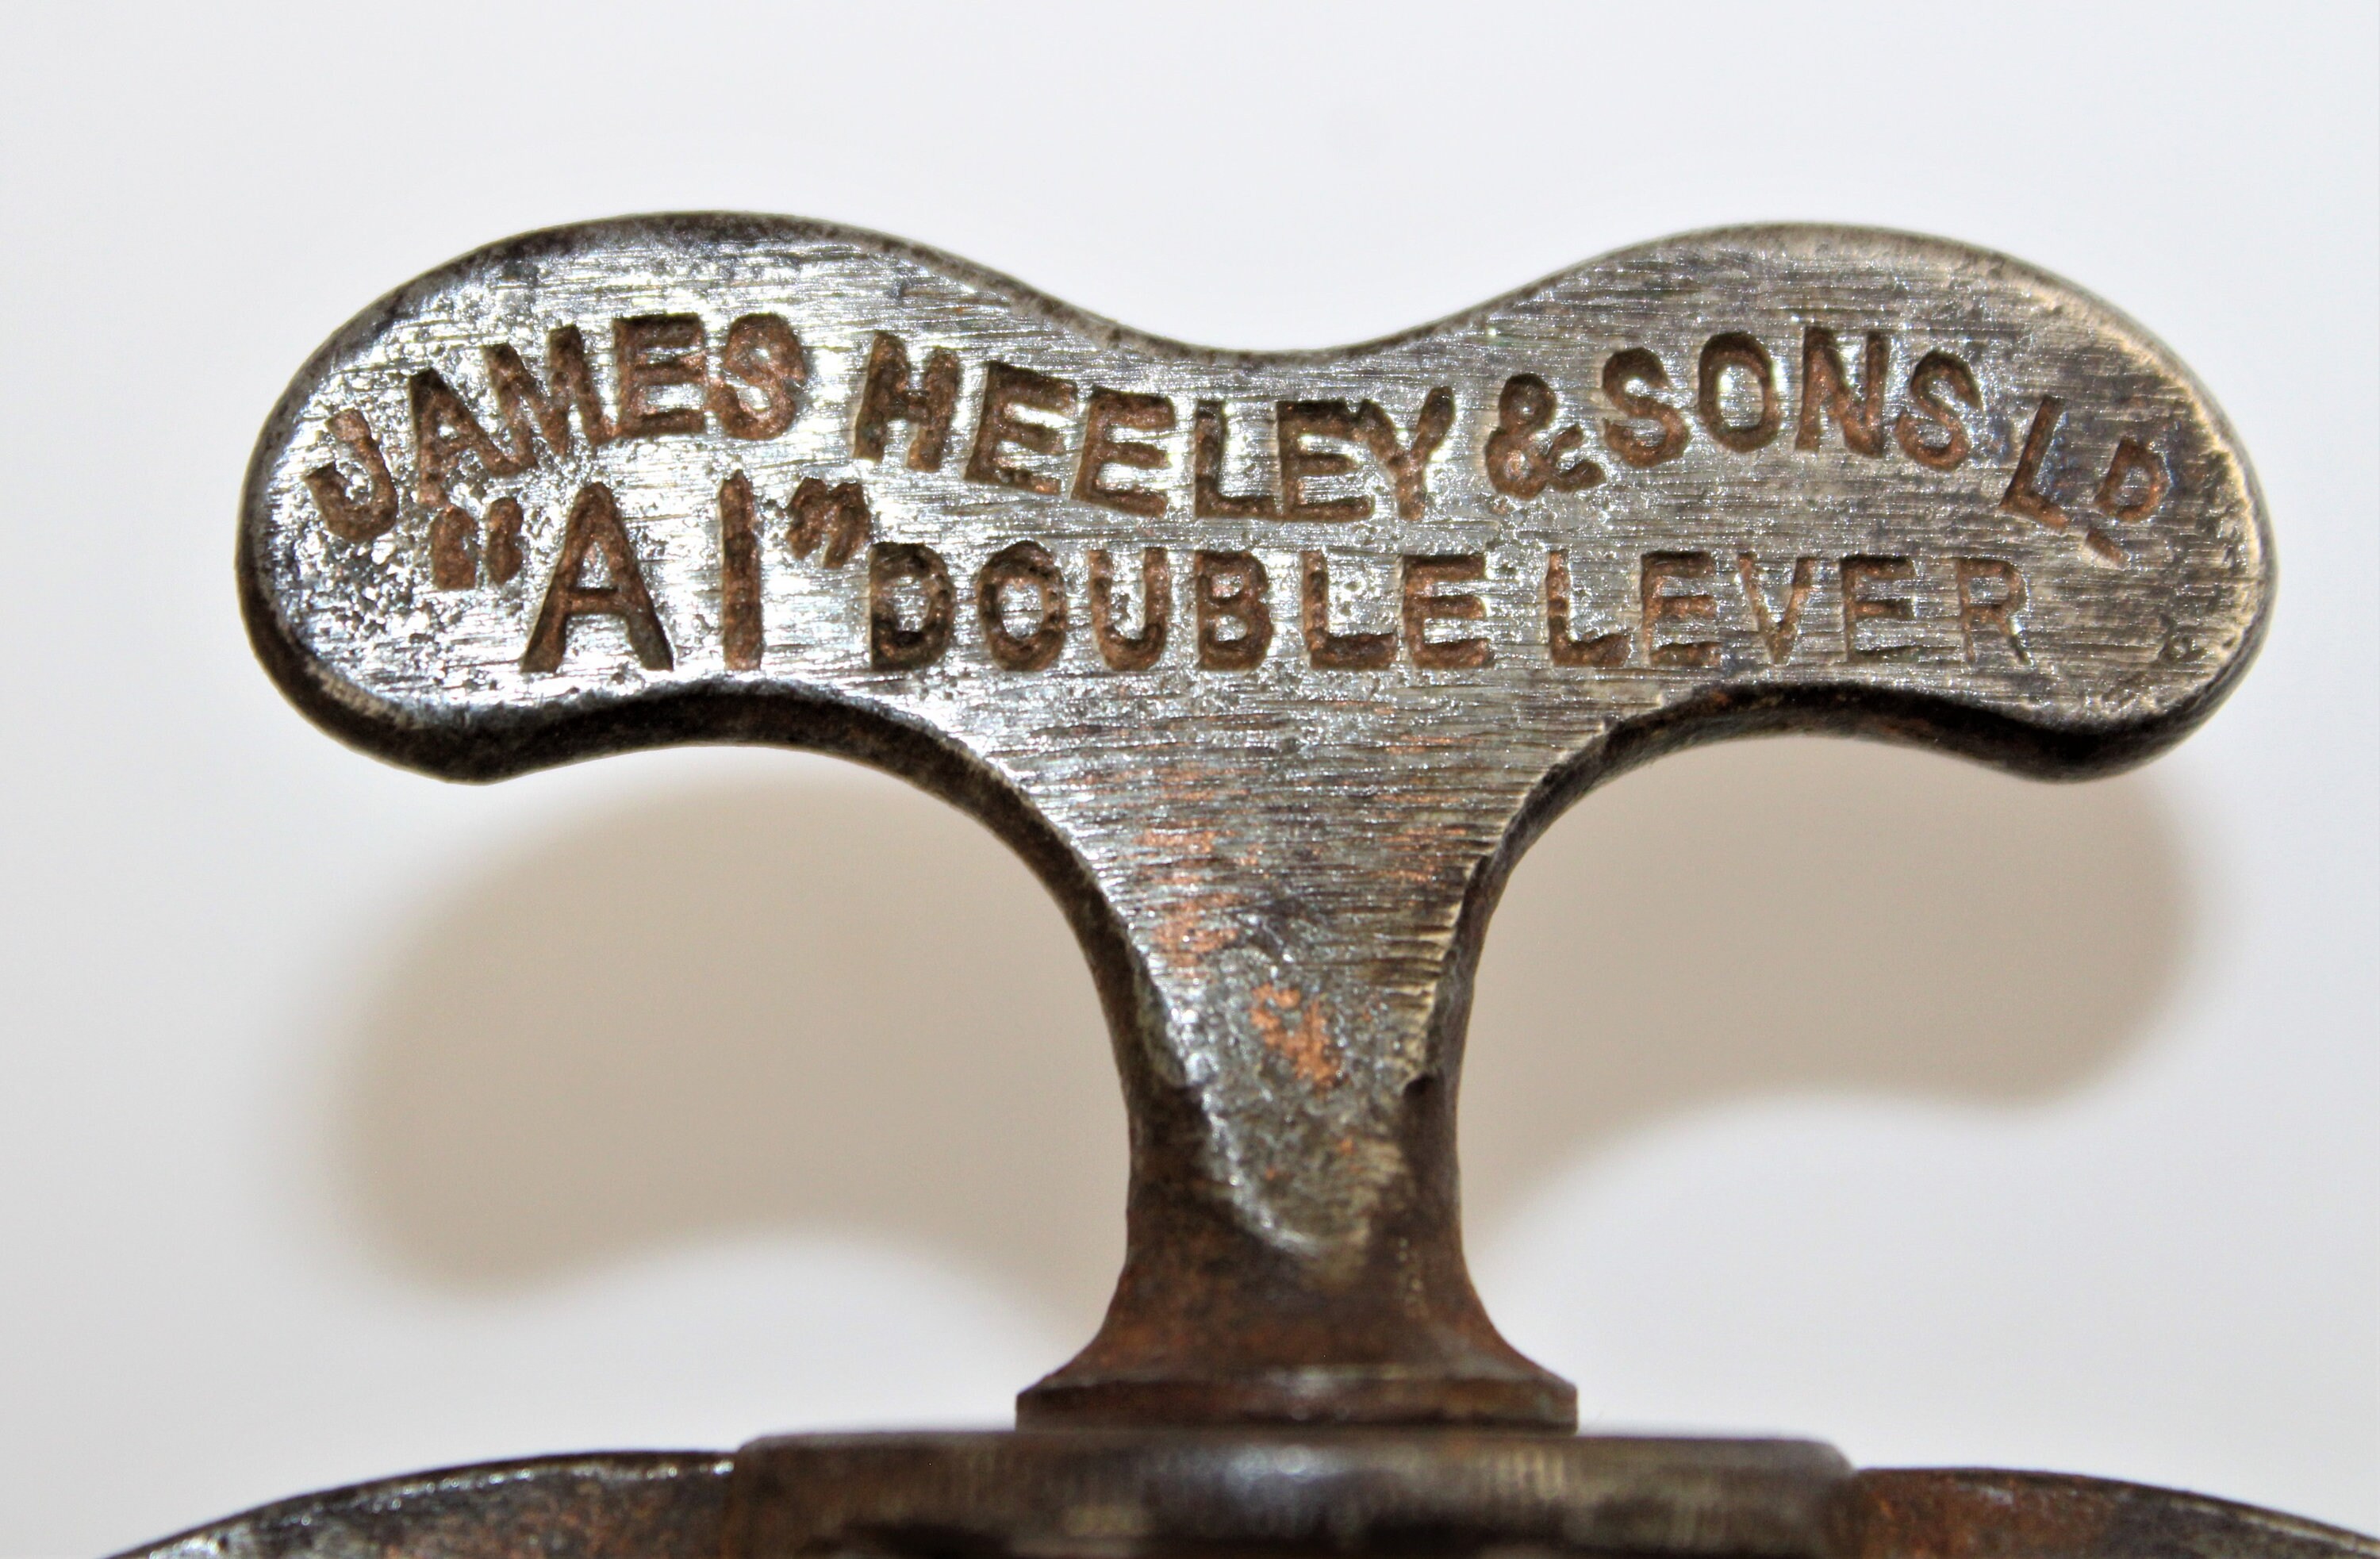 JAMES HEELEY & SONS LD
“A1” DOUBLE LEVER